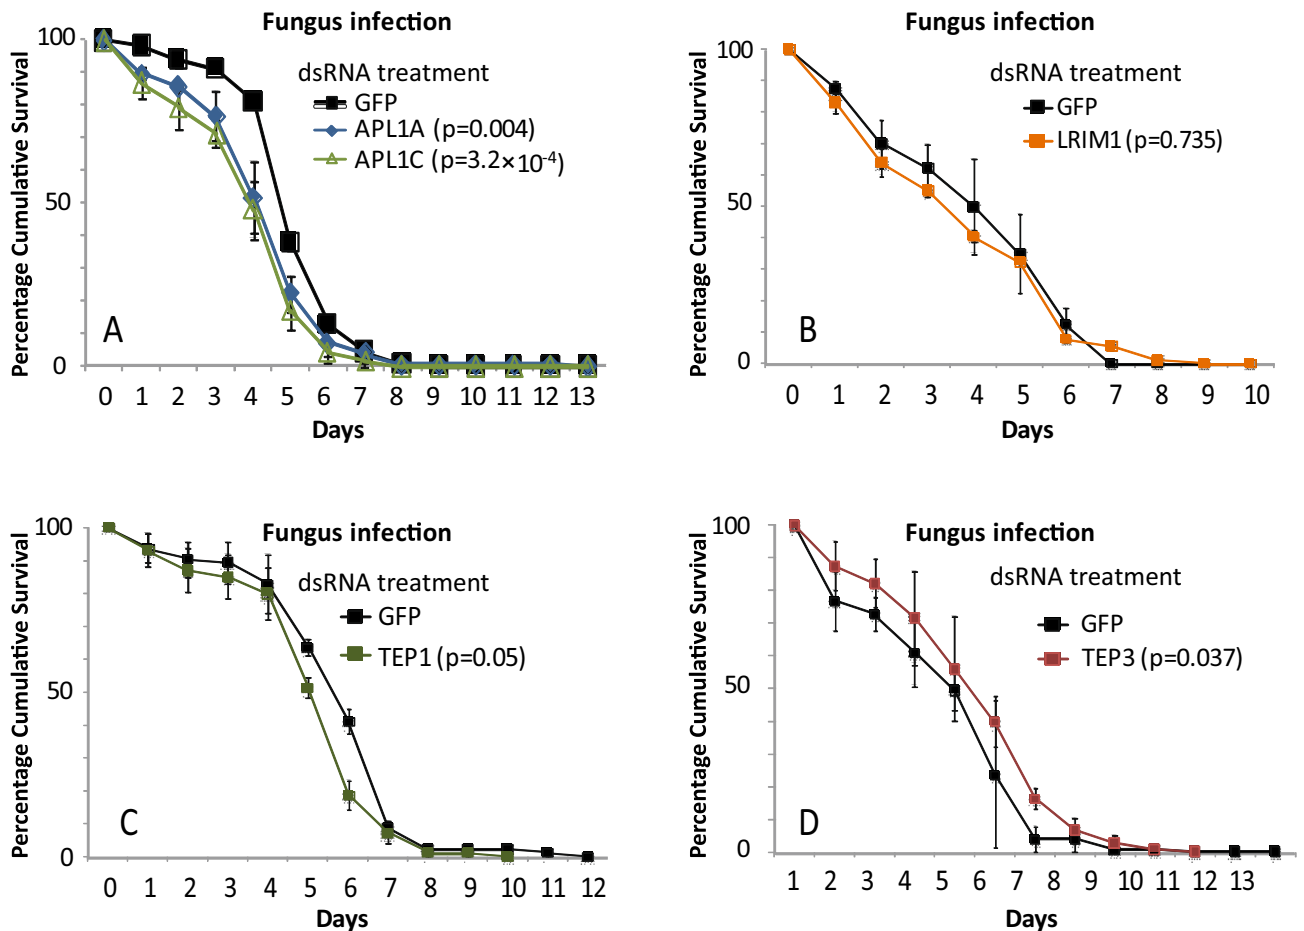 Fungus infection
dsRNA treatment
GFP
APL1A (p=0.004)
APL1C (p=3.2×10-4)
Percentage Cumulative Survival
100
50
0
A
0 1 2 3 4 5 6 7 8 9 10 11 12 13
Days
Fungus infection
dsRNA treatment
GFP
LRIM1 (p=0.735)
Percentage Cumulative Survival
100
50
0
B
0 1 2 3 4 5 6 7 8 9 10
Days
Fungus infection
dsRNA treatment
GFP
TEP1 (p=0.05)
Percentage Cumulative Survival
100
50
0
C
0 1 2 3 4 5 6 7 8 9 10 11 12
Days
Fungus infection
dsRNA treatment
GFP
TEP3 (p=0.037)
Percentage Cumulative Survival
100
50
0
D
1 2 3 4 5 6 7 8 9 10 11 12 13
Days